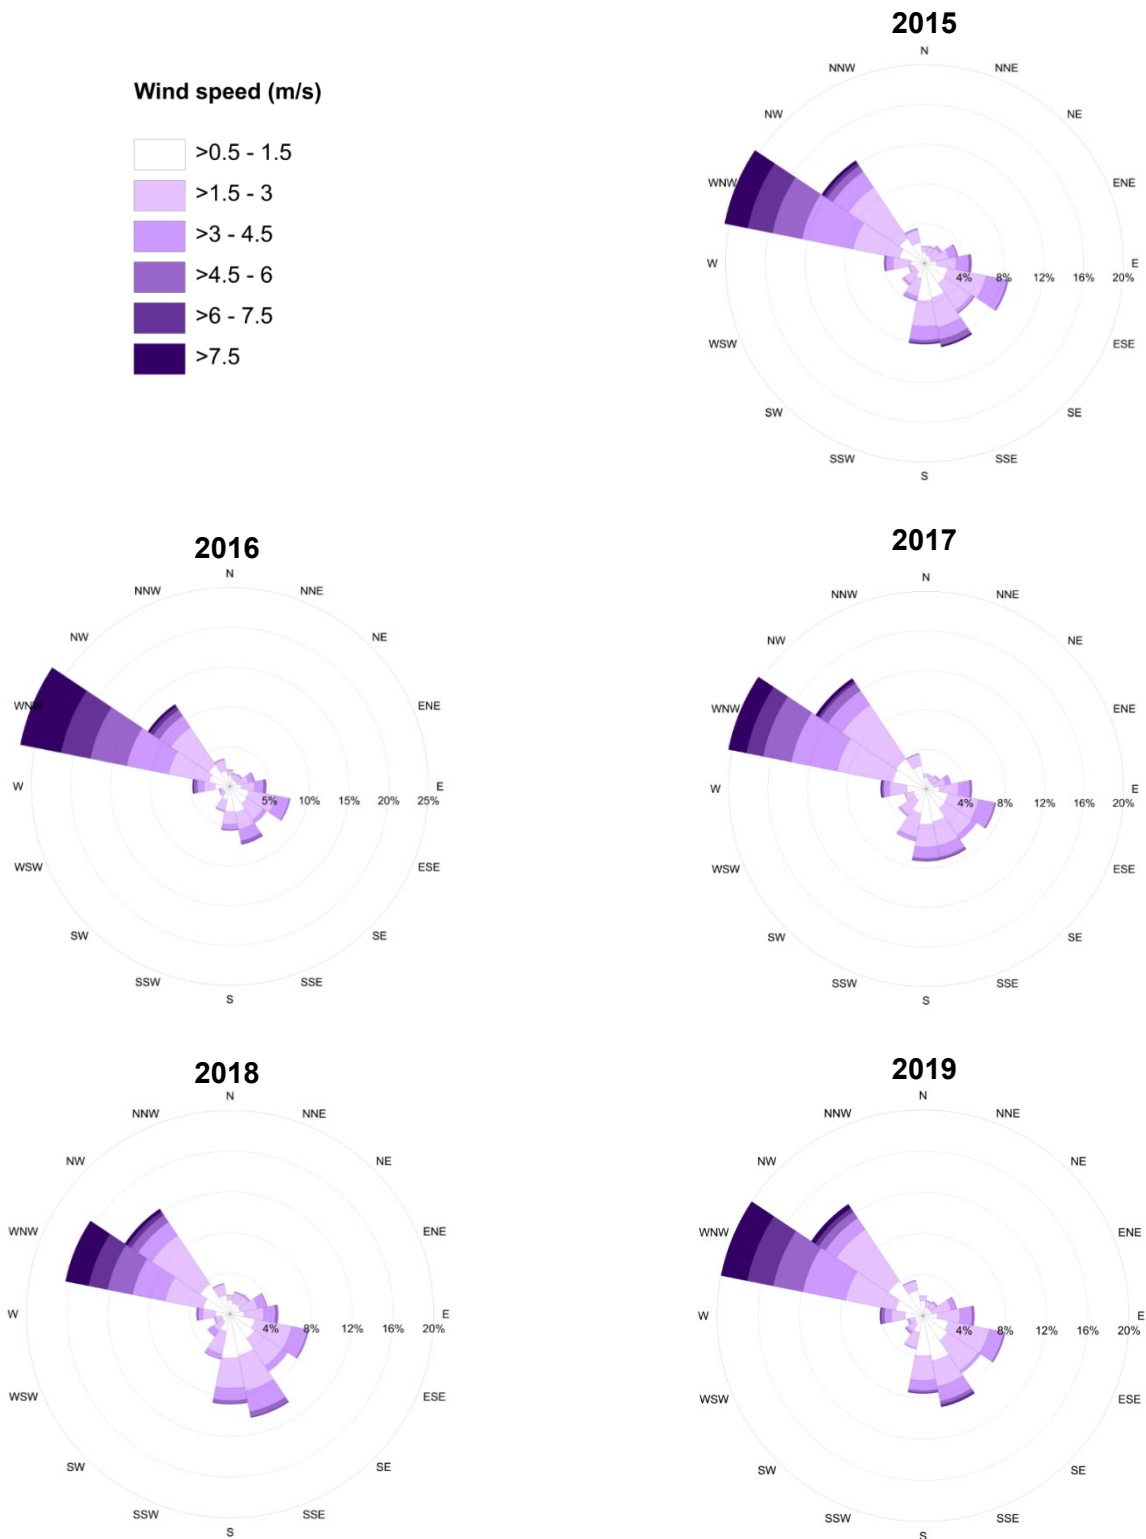 2015
Wind speed (m/s)
>0.5 - 1.5
>1.5 - 3
>3 - 4.5
>4.5 - 6
>6 - 7.5
>7.5
N
NNW NNE
NW NE
WNW ENE
W E
4% 8% 12% 16% 20%
WSW ESE
SW SE
SSW SSE
S
2016
N
NNW NNE
NW NE
WNW ENE
W E
5% 10% 15% 20% 25%
WSW ESE
SW SE
SSW SSE
S
2017
N
NNW NNE
NW NE
WNW ENE
W E
4% 8% 12% 16% 20%
WSW ESE
SW SE
SSW SSE
S
2018
N
NNW NNE
NW NE
WNW ENE
W E
4% 8% 12% 16% 20%
WSW ESE
SW SE
SSW SSE
S
2019
N
NNW NNE
NW NE
WNW ENE
W E
4% 8% 12% 16% 20%
WSW ESE
SW SE
SSW SSE
S